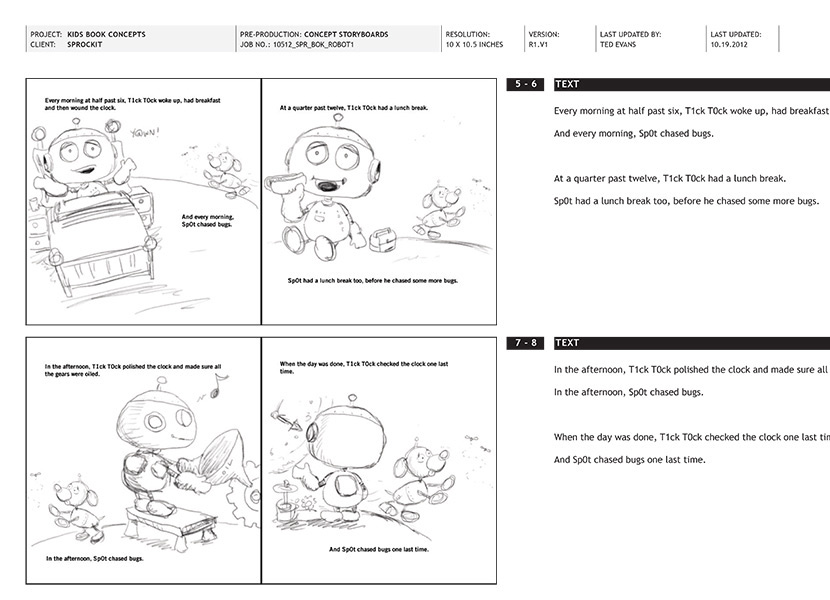 PROJECT: KIDS BOOK CONCEPTS
CLIENT: SPROCKIT
PRE-PRODUCTION: CONCEPT STORYBOARDS
JOB NO.: 10512_SPR_BOK_ROBOT1
RESOLUTION:
10 X 10.5 INCHES
VERSION:
R1.V1
LAST UPDATED BY:
TED EVANS
LAST UPDATED:
10.19.2012
Every morning at half past six, T1ck T0ck woke up, had breakfast
and then wound the clock.
Y@WN!
And every morning,
Sp0t chased bugs.
At a quarter past twelve, T1ck T0ck had a lunch break.
Sp0t had a lunch break too, before he chased some more bugs.
5 - 6
TEXT
Every morning at half past six, T1ck T0ck woke up, had breakfast
And every morning, Sp0t chased bugs.
At a quarter past twelve, T1ck T0ck had a lunch break.
Sp0t had a lunch break too, before he chased some more bugs.
In the afternoon, T1ck T0ck polished the clock and made sure all
the gears were oiled.
In the afternoon, Sp0t chased bugs.
When the day was done, T1ck T0ck checked the clock one last
time.
And Sp0t chased bugs one last time.
7 - 8
TEXT
In the afternoon, T1ck T0ck polished the clock and made sure all
In the afternoon, Sp0t chased bugs.
When the day was done, T1ck T0ck checked the clock one last
And Sp0t chased bugs one last time.